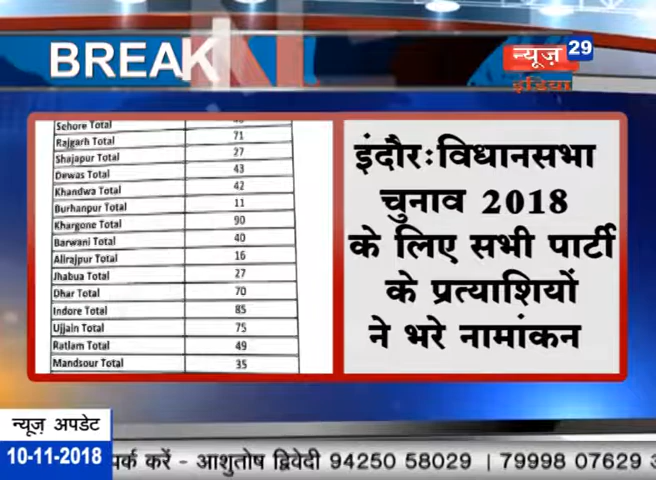 BREAK
न्यूज़ 29
इंडिया
Sehore Total
Rajgarh Total 71
Shajapur Total 27
Dewas Total 43
Khandwa Total 42
Burhanpur Total 11
Khargone Total 90
Barwani Total 40
Alirajpur Total 16
Jhabua Total 27
Dhar Total 70
Indore Total 85
Ujjain Total 75
Ratlam Total 49
Mandsour Total 35
इंदौर:विधानसभा
चुनाव 2018
के लिए सभी पार्टी
के प्रत्याशियों
ने भरे नामांकन
न्यूज़ अपडेट
10-11-2018
पर्क करें - आशुतोष द्विवेदी 94250 58029 | 79998 07629